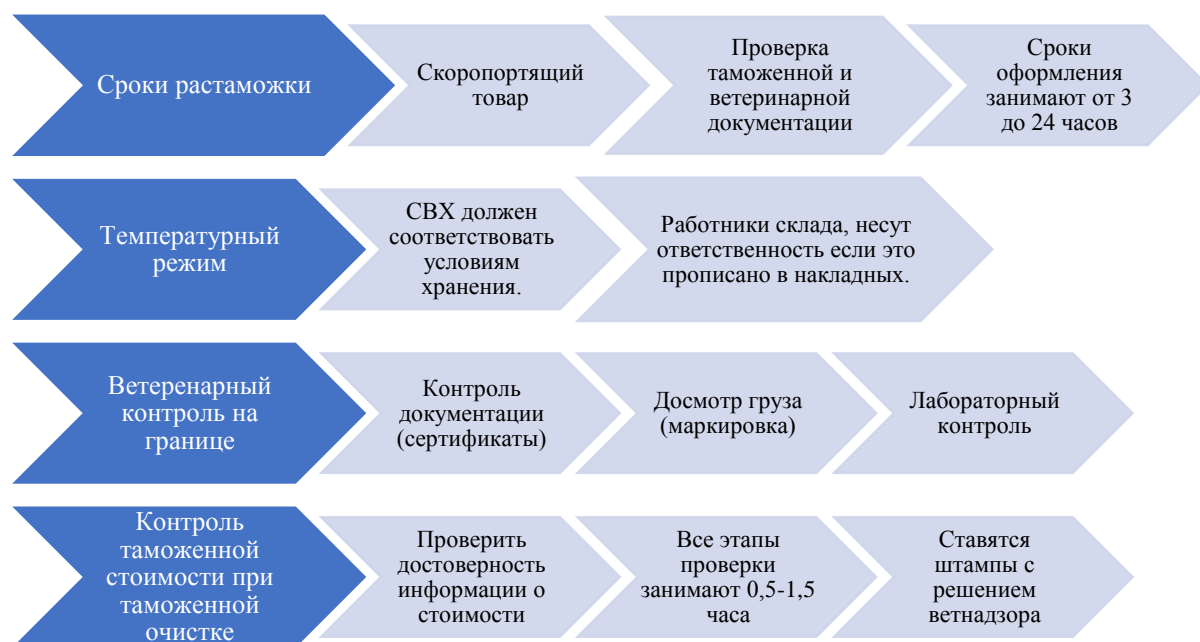 Сроки растаможки
Скоропортящий
товар
Проверка
таможенной и
ветеринарной
документации
Сроки
оформления
занимают от 3
до 24 часов
Температурный
режим
СВХ должен
соответствовать
условиям
хранения.
Работники склада, несут
ответственность если это
прописано в накладных.
Ветеренарный
контроль на
границе
Контроль
документации
(сертификаты)
Досмотр груза
(маркировка)
Лабораторный
контроль
Контроль
таможенной
стоимости при
таможенной
очистке
Проверить
достоверность
информации о
стоимости
Все этапы
проверки
занимают 0,5-1,5
часа
Ставятся
штампы с
решением
ветнадзора